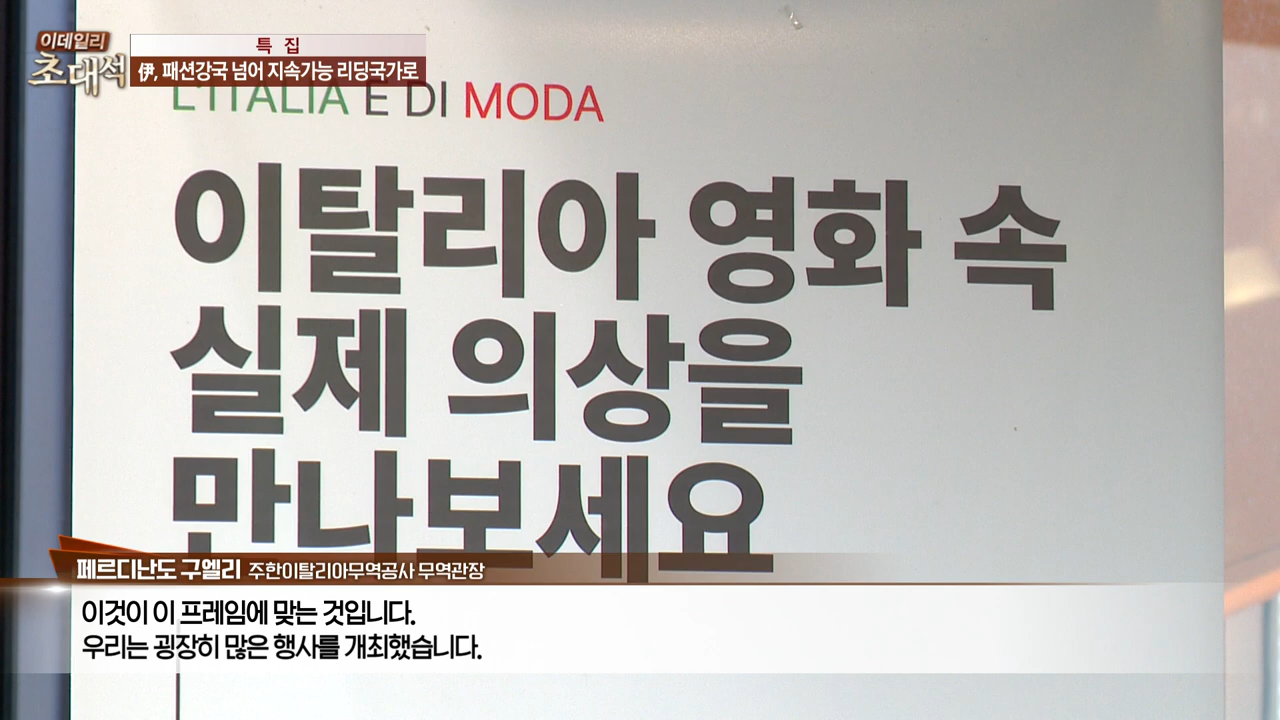 이데일리
초대석
특 집
伊, 패션강국 넘어 지속가능 리딩국가로
L'ITALIA E DI MODA
이탈리아 영화 속
실제 의상을
만나보세요
페르디난도 구엘리 주한이탈리아무역공사 무역관장
이것이 이 프레임에 맞는 것입니다.
우리는 굉장히 많은 행사를 개최했습니다.